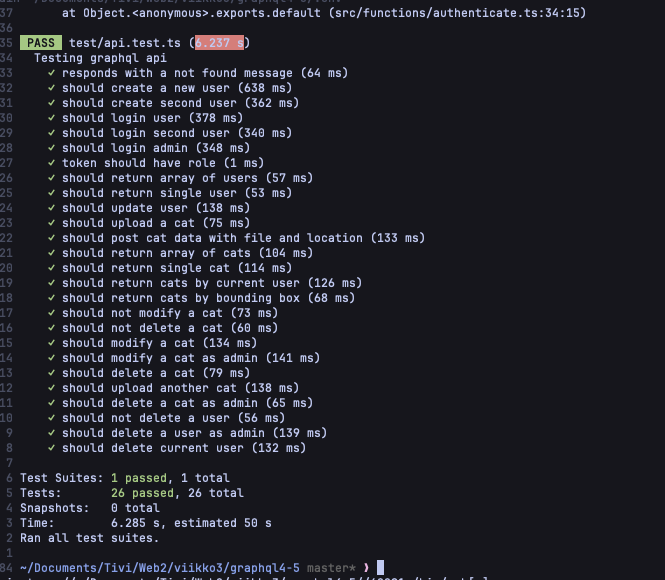 37 at Object.<anonymous>.exports.default (src/functions/authenticate.ts:34:15)
36
35 PASS test/api.test.ts (6.237 s)
34 Testing graphql api
33 ✓ responds with a not found message (64 ms)
32 ✓ should create a new user (638 ms)
31 ✓ should create second user (362 ms)
30 ✓ should login user (378 ms)
29 ✓ should login second user (340 ms)
28 ✓ should login admin (348 ms)
27 ✓ token should have role (1 ms)
26 ✓ should return array of users (57 ms)
25 ✓ should return single user (53 ms)
24 ✓ should update user (138 ms)
23 ✓ should upload a cat (75 ms)
22 ✓ should post cat data with file and location (133 ms)
21 ✓ should return array of cats (104 ms)
20 ✓ should return single cat (114 ms)
19 ✓ should return cats by current user (126 ms)
18 ✓ should return cats by bounding box (68 ms)
17 ✓ should not modify a cat (73 ms)
16 ✓ should not delete a cat (60 ms)
15 ✓ should modify a cat (134 ms)
14 ✓ should modify a cat as admin (141 ms)
13 ✓ should delete a cat (79 ms)
12 ✓ should upload another cat (138 ms)
11 ✓ should delete a cat as admin (65 ms)
10 ✓ should not delete a user (56 ms)
9 ✓ should delete a user as admin (139 ms)
8 ✓ should delete current user (132 ms)
7
6 Test Suites: 1 passed, 1 total
5 Tests: 26 passed, 26 total
4 Snapshots: 0 total
3 Time: 6.285 s, estimated 50 s
2 Ran all test suites.
1
84 ~/Documents/Tivi/Web2/viikko3/graphql4-5 master* ❯